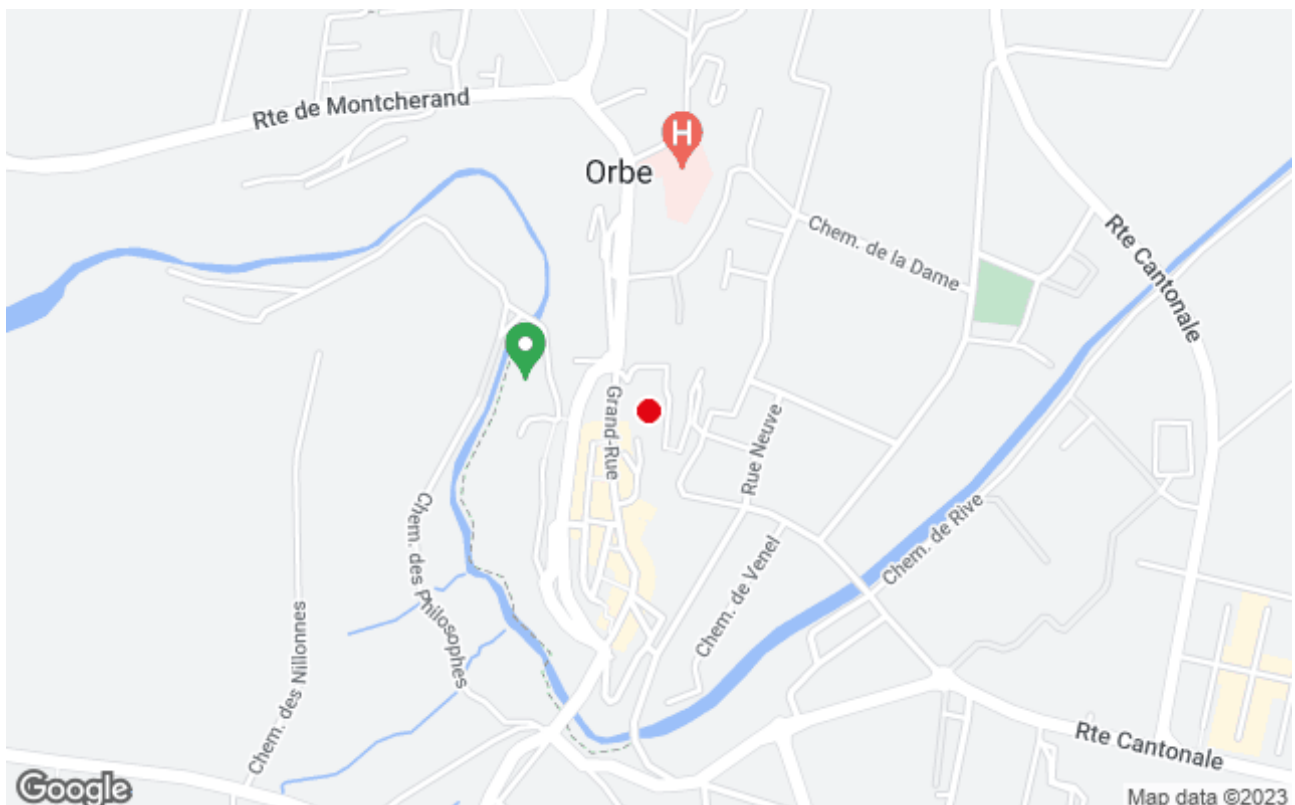 Rte de Montcherand
H
Orbe
Chem. de la Dame
Rte Cantonale
Grand-Rue
Rue Neuve
Chem. des Philosophes
Chem. de Venel
Chem. de Rive
Chem. des Nillonnes
Rte Cantonale
Google
Map data ©2023